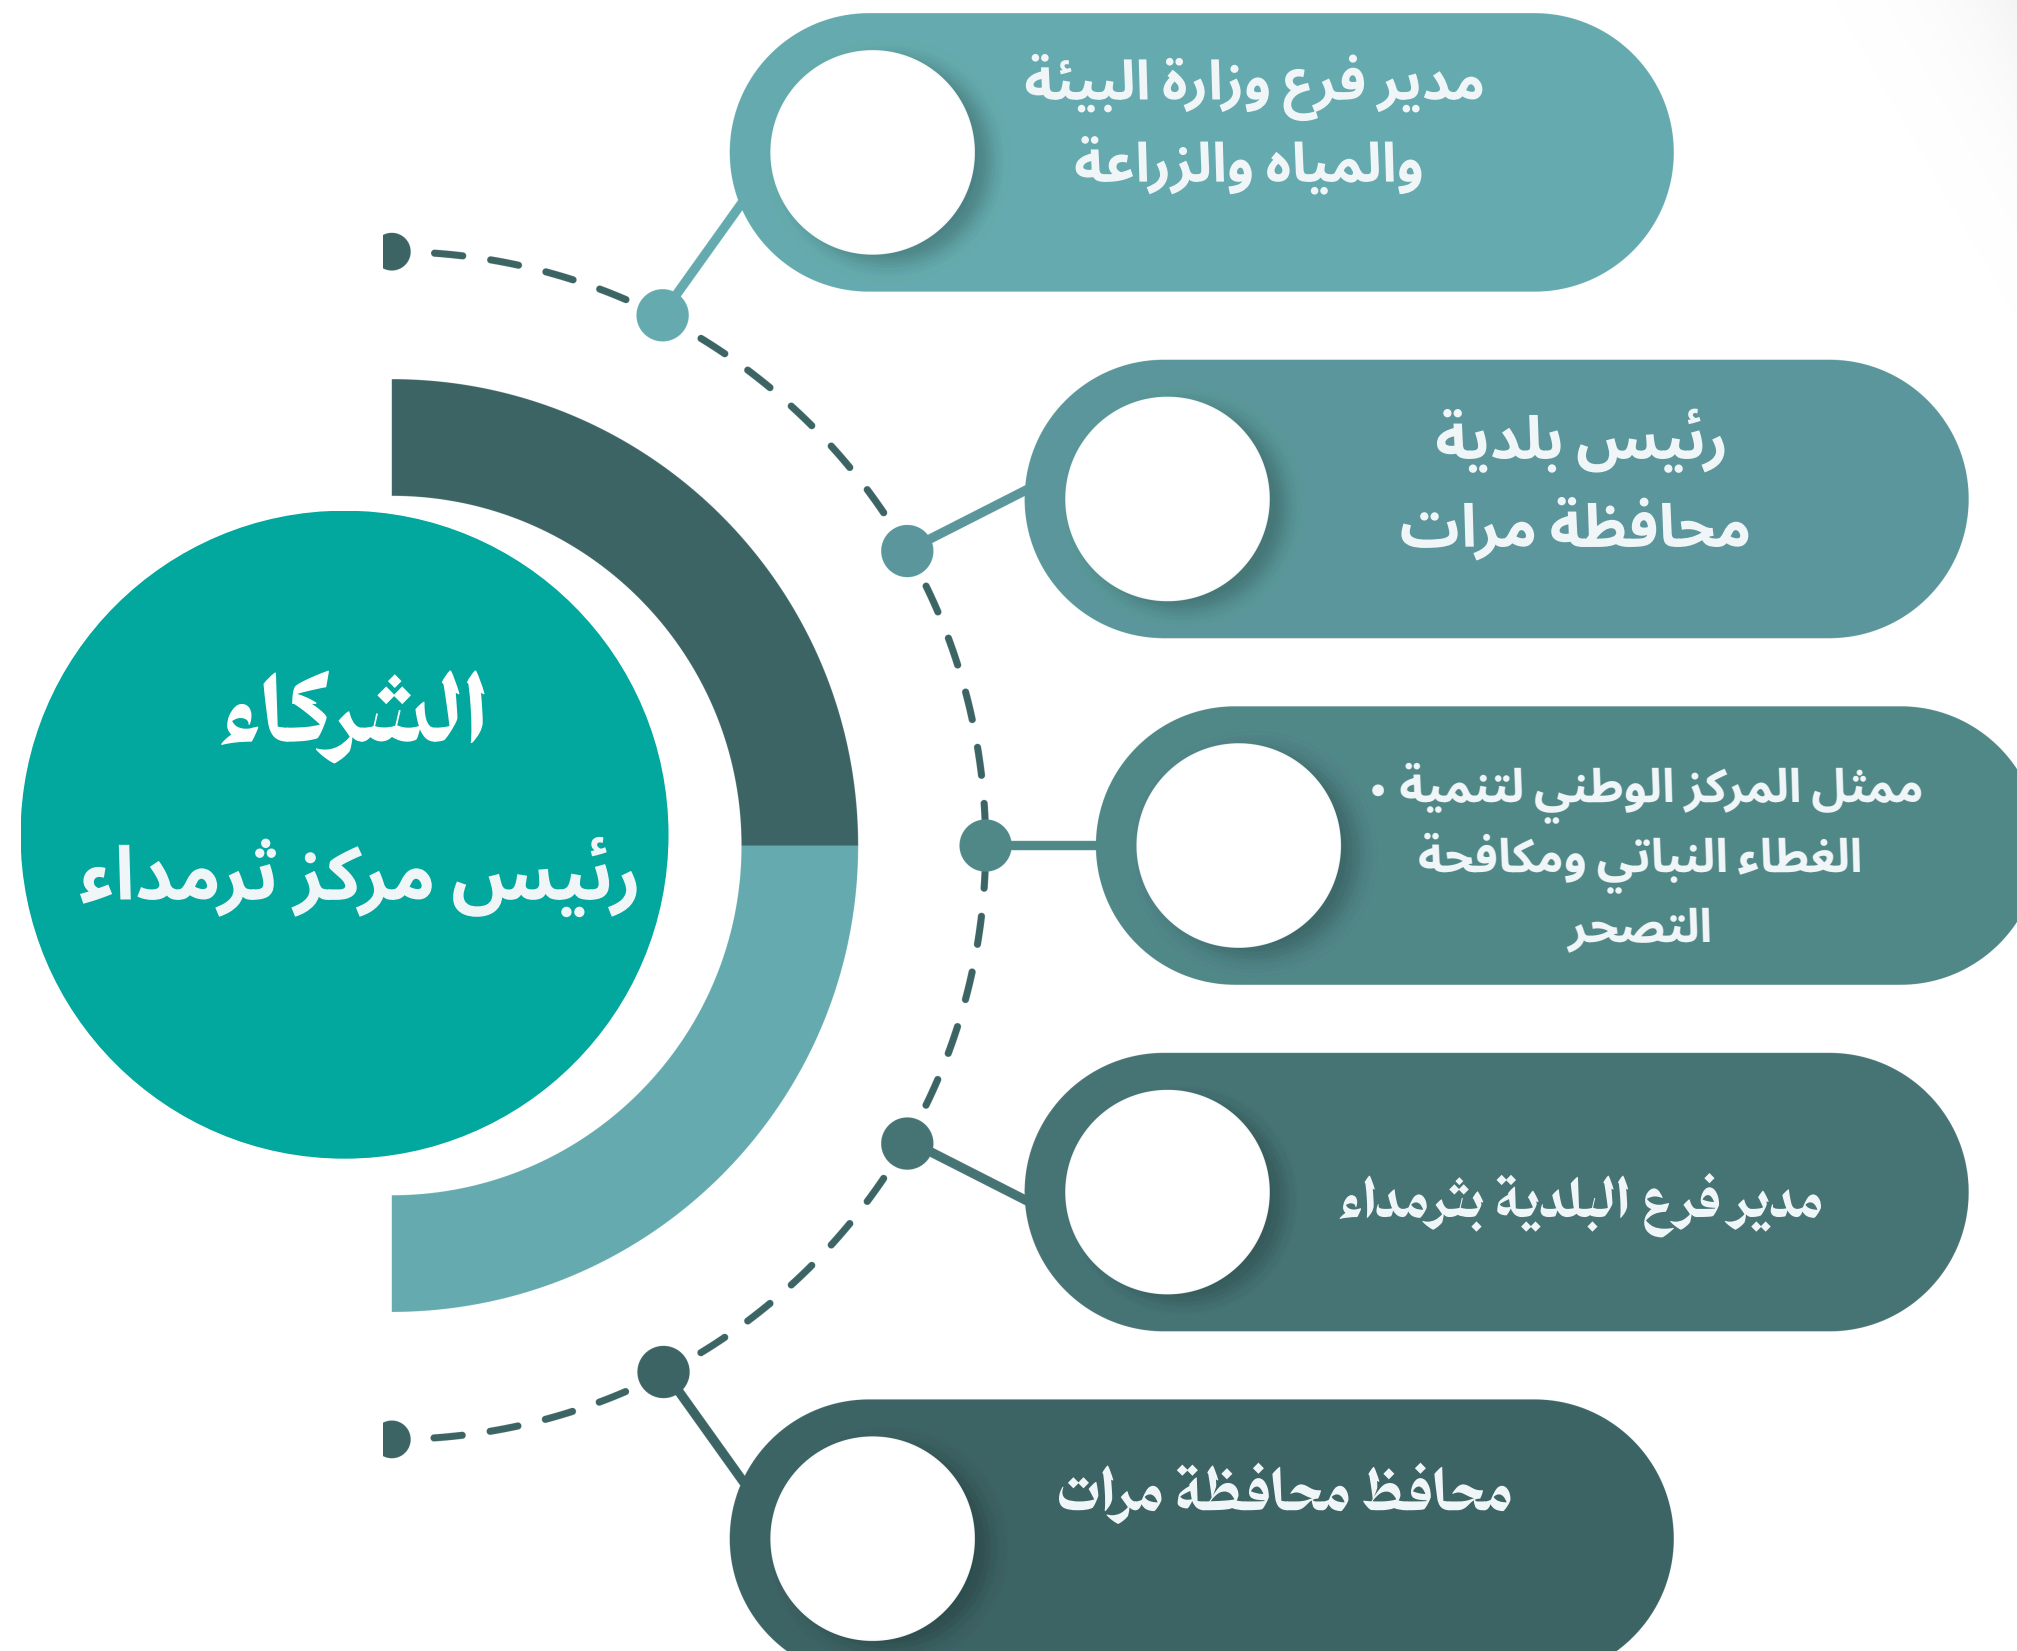 مدير فرع وزارة البيئة
والمياه والزراعة
رئيس بلدية
محافظة مرات
ممثل المركز الوطني لتنمية •
الغطاء النباتي ومكافحة
التصحر
مدير فرع البلدية بثرمداء
محافظ محافظة مرات
الشركاء
رئيس مركز ثرمداء